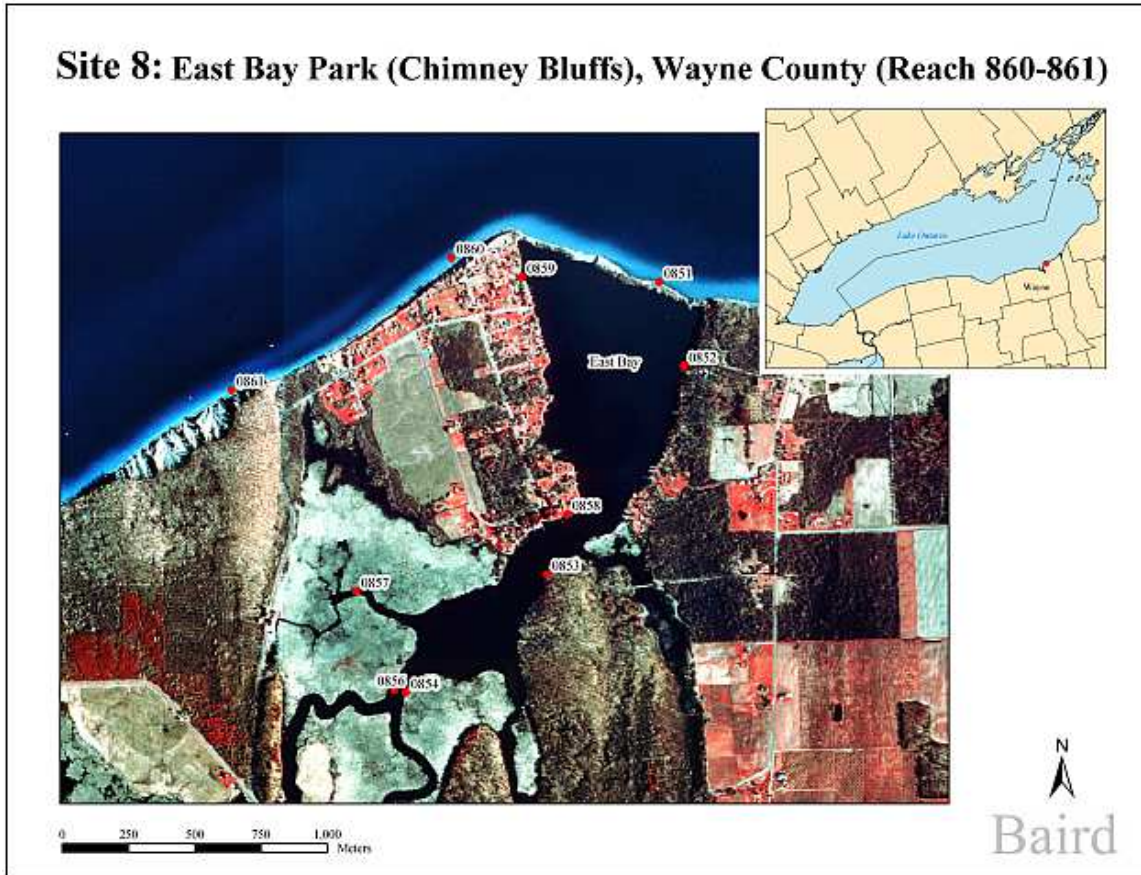 Site 8: East Bay Park (Chimney Bluffs), Wayne County (Reach 860-861)
Lake Ontario
Wayne
0860
0859
0851
East Bay
0852
0861
0858
0853
0857
0856
0854
N
0 250 500 750 1,000
Meters
Baird